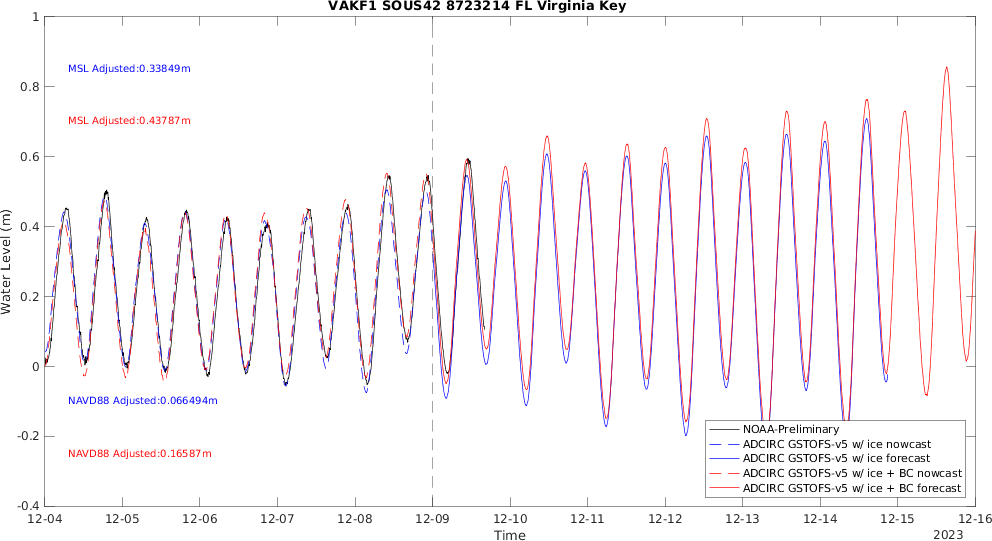 VAKF1 SOUS42 8723214 FL Virginia Key
1
0.8
0.6
0.4
0.2
0
-0.2
-0.4
Water Level (m)
MSL Adjusted:0.33849m
MSL Adjusted:0.43787m
NAVD88 Adjusted:0.066494m
NAVD88 Adjusted:0.16587m
NOAA-Preliminary
ADCIRC GSTOFS-v5 w/ ice nowcast
ADCIRC GSTOFS-v5 w/ ice forecast
ADCIRC GSTOFS-v5 w/ ice + BC nowcast
ADCIRC GSTOFS-v5 w/ ice + BC forecast
12-04 12-05 12-06 12-07 12-08 12-09 12-10 12-11 12-12 12-13 12-14 12-15 12-16
Time
2023